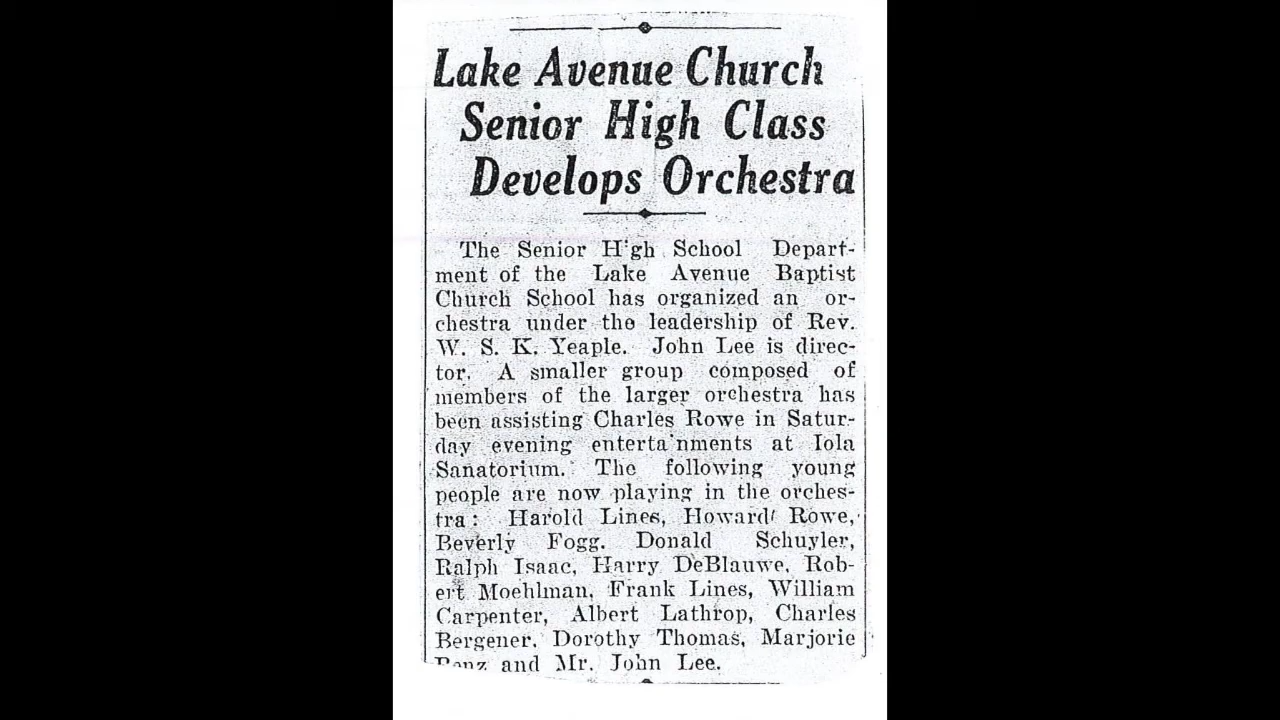 Lake Avenue Church
Senior High Class
Develops Orchestra
The Senior High School Depart-
ment of the Lake Avenue Baptist
Church School has organized an or-
chestra under the leadership of Rev.
W. S. K. Yeaple. John Lee is direc-
tor. A smaller group composed of
members of the larger orchestra has
been assisting Charles Rowe in Satur-
day evening entertainments at Iola
Sanatorium. The following young
people are now playing in the orches-
tra: Harold Lines, Howard Rowe,
Beverly Fogg. Donald Schuyler,
Ralph Isaac, Harry DeBlauwe, Rob-
ert Moehlman, Frank Lines, William
Carpenter, Albert Lathrop, Charles
Bergener, Dorothy Thomas, Marjorie
and Mr. John Lee.